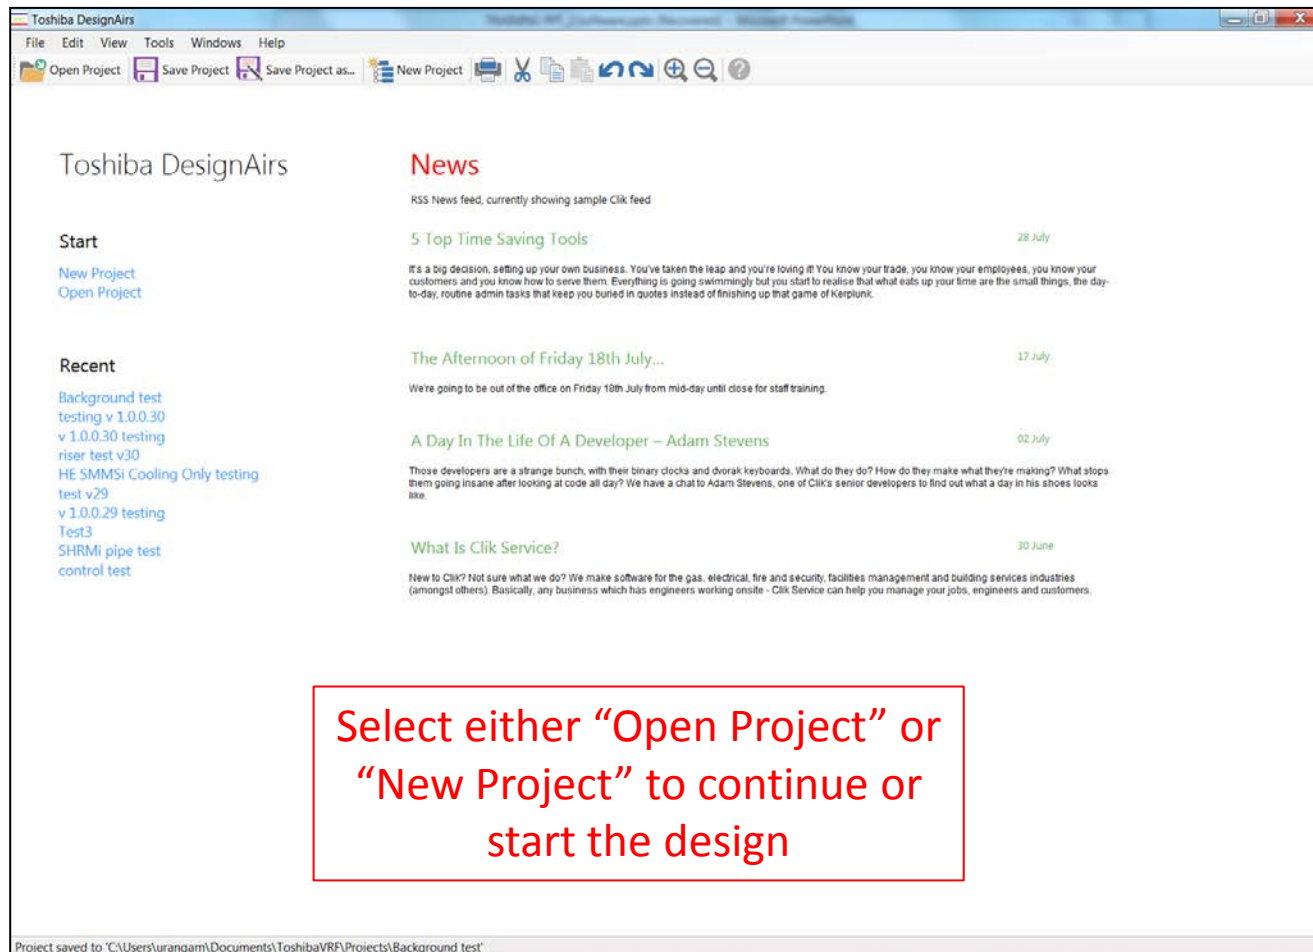 Toshiba DesignAirs
File Edit View Tools Windows Help
Open Project Save Project Save Project as... New Project
Toshiba DesignAirs
Start
New Project
Open Project
Recent
Background test
testing v 1.0.0.30
v 1.0.0.30 testing
riser test v30
HE SMMSi Cooling Only testing
test v29
v 1.0.0.29 testing
Test3
SHRMi pipe test
control test
News
RSS News feed, currently showing sample Clik feed
5 Top Time Saving Tools 28 July
It's a big decision, setting up your own business. You've taken the leap and you're loving it! You know your trade, you know your employees, you know your
customers and you know how to serve them. Everything is going swimmingly but you start to realise that what eats up your time are the small things, the day-
to-day, routine admin tasks that keep you buried in quotes instead of finishing up that game of Kerplunk.
The Afternoon of Friday 18th July... 17 July
We're going to be out of the office on Friday 18th July from mid-day until close for staff training.
A Day In The Life Of A Developer – Adam Stevens 02 July
Those developers are a strange bunch, with their binary clocks and dvorak keyboards. What do they do? How do they make what they're making? What stops
them going insane after looking at code all day? We have a chat to Adam Stevens, one of Clik's senior developers to find out what a day in his shoes looks
like.
What Is Clik Service? 30 June
New to Clik? Not sure what we do? We make software for the gas, electrical, fire and security, facilities management and building services industries
(amongst others). Basically, any business which has engineers working onsite - Clik Service can help you manage your jobs, engineers and customers.
Select either “Open Project” or
“New Project” to continue or
start the design
Project saved to 'C:\Users\urangam\Documents\ToshibaVRF\Projects\Background test'